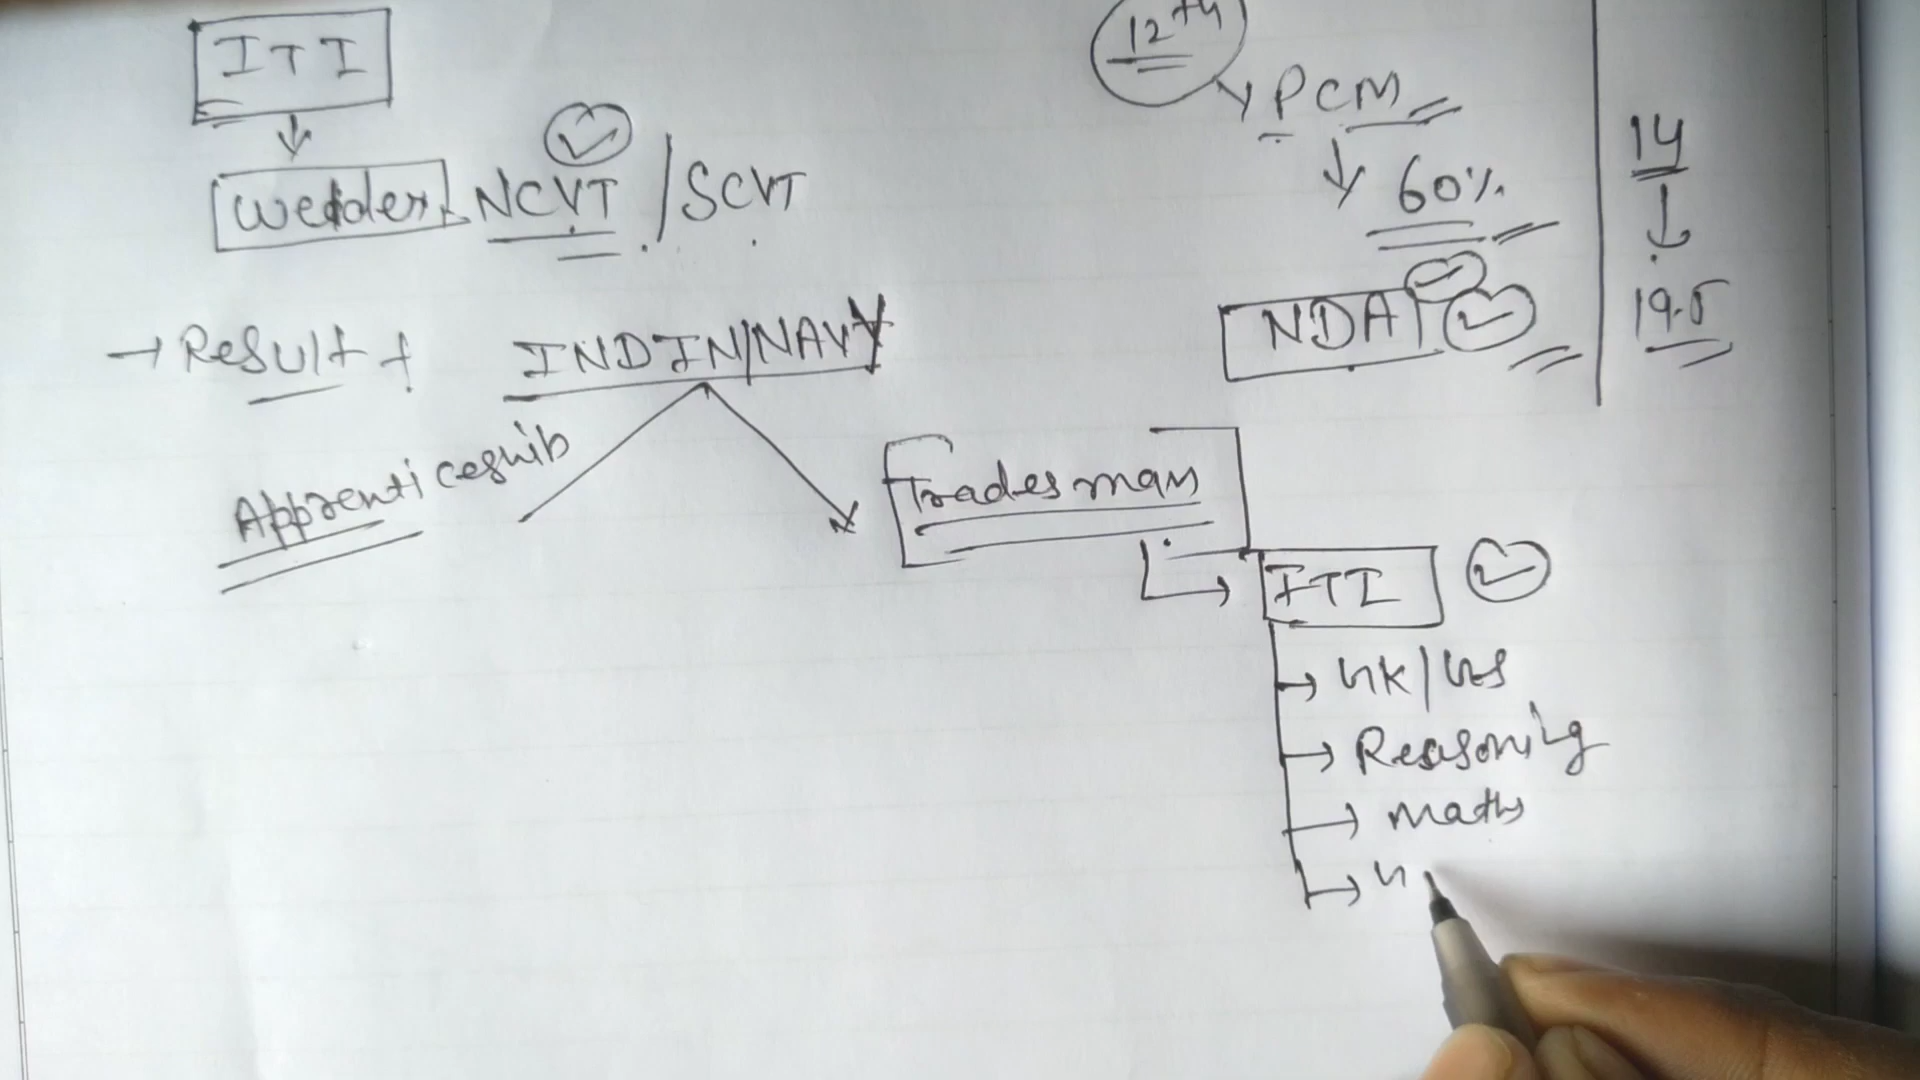 ITI
Welder NCVT / SCVT
→ Result + INDIN/NAVY
Apprenticeship
Tradesman
12th
PCM
60%
NDA
14
19.5
ITI
→ GK/GS
→ Reasoning
→ Maths
→